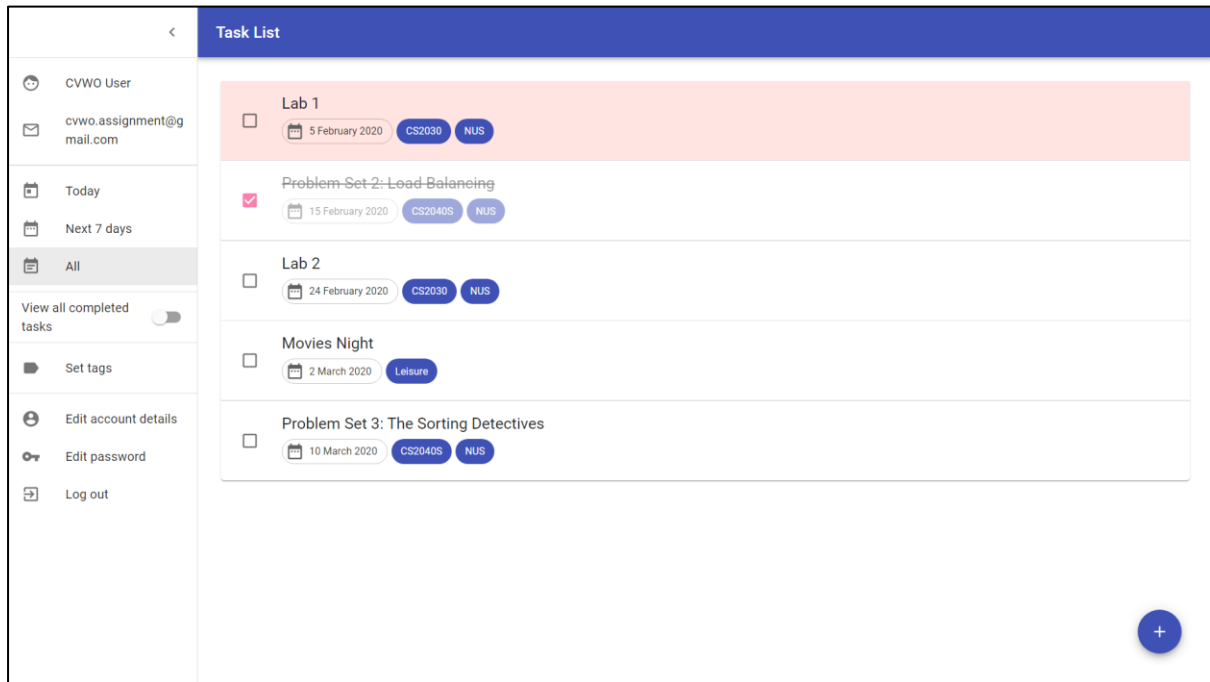 Task List
CVWO User
cvwo.assignment@g
mail.com
Today
Next 7 days
All
View all completed
tasks
Set tags
Edit account details
Edit password
Log out
Lab 1
5 February 2020 CS2030 NUS
Problem Set 2: Load Balancing
15 February 2020 CS2040S NUS
Lab 2
24 February 2020 CS2030 NUS
Movies Night
2 March 2020 Leisure
Problem Set 3: The Sorting Detectives
10 March 2020 CS2040S NUS